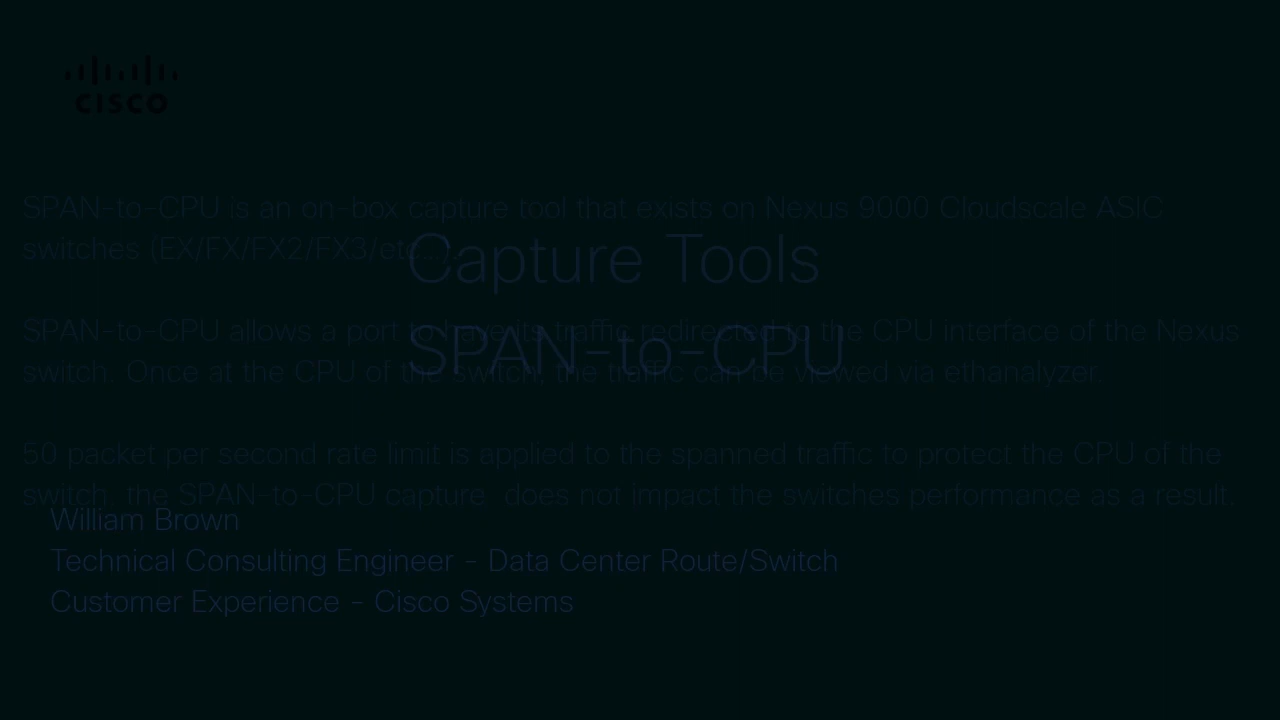 CISCO
SPAN-to-CPU is an on-box capture tool that exists on Nexus 9000 Cloudscale ASIC
switches (EX/FX/FX2/FX3/etc...).
Capture Tools
SPAN-to-CPU allows a port to have its traffic redirected to the CPU interface of the Nexus
SPAN-to-CPU
switch. Once at the CPU of the switch, the traffic can be viewed via ethanalyzer.
50 packet per second rate limit is applied to the spanned traffic to protect the CPU of the
switch, the SPAN-to-CPU capture does not impact the switches performance as a result.
William Brown
Technical Consulting Engineer - Data Center Route/Switch
Customer Experience - Cisco Systems